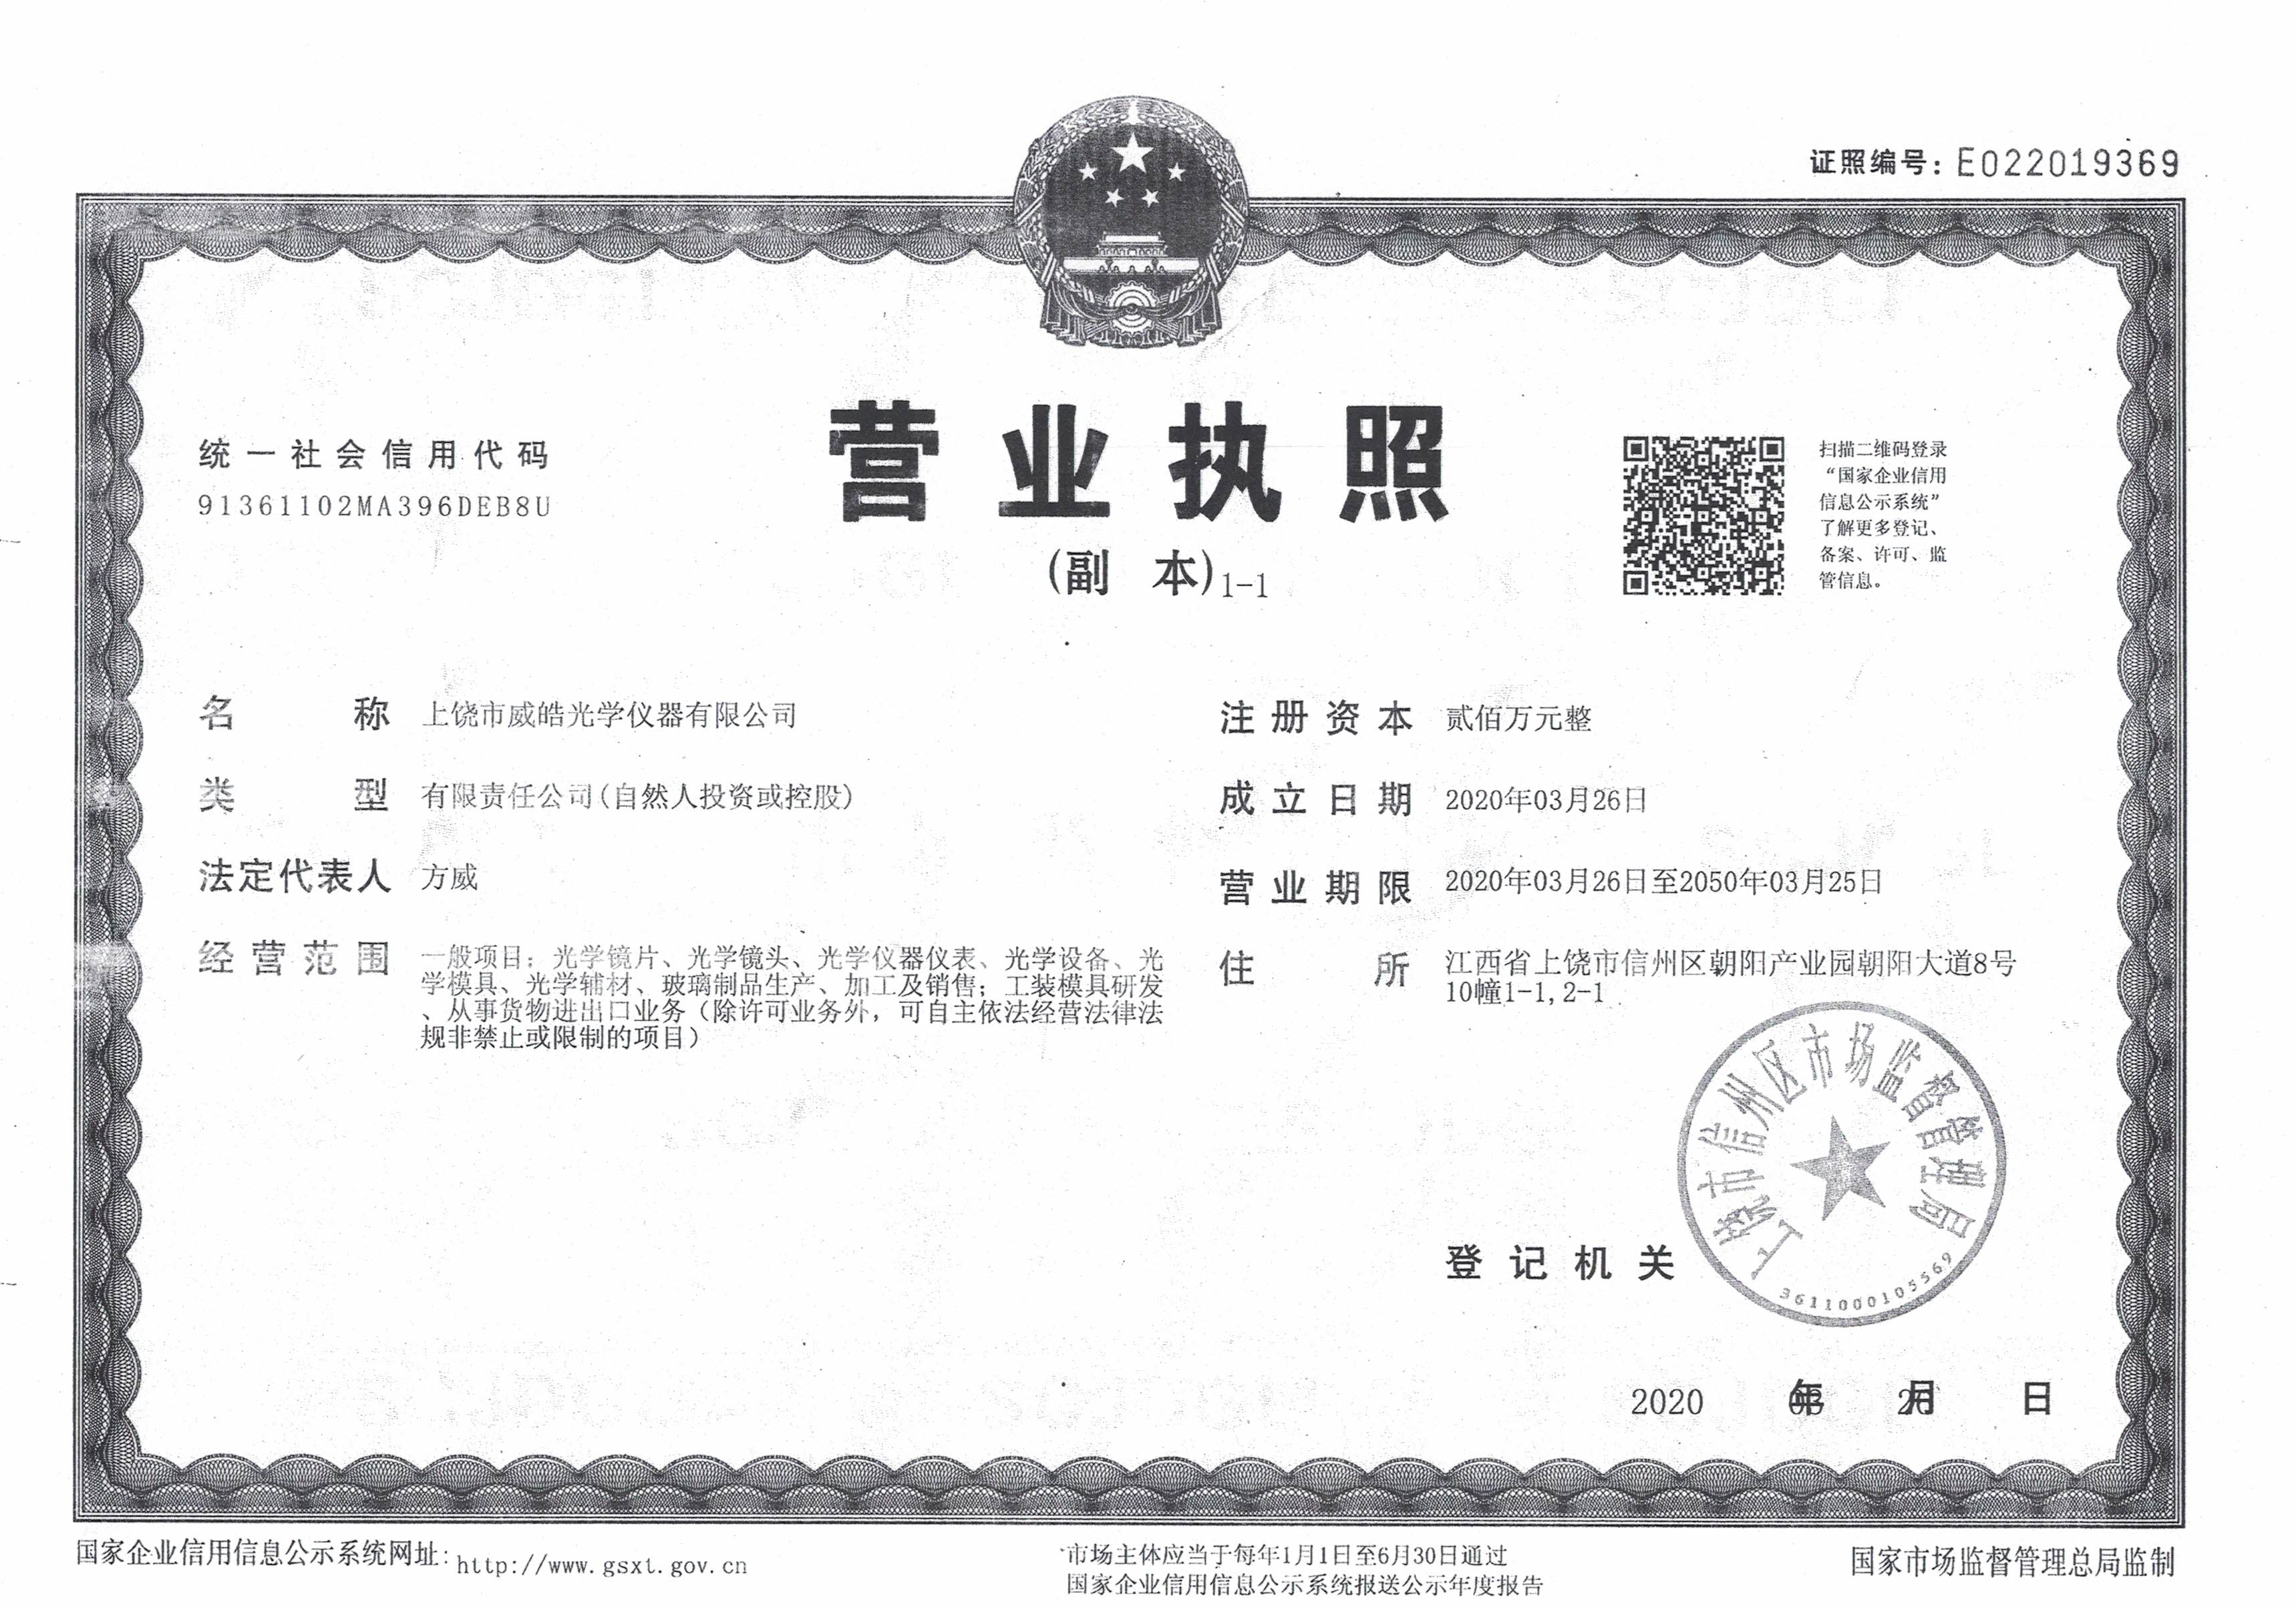 证照编号：E022019369
统一社会信用代码
91361102MA396DEB8U
营业执照
(副 本)1-1
扫描二维码登录
“国家企业信用
信息公示系统”
了解更多登记、
备案、许可、监
管信息。
名称 上饶市威皓光学仪器有限公司
类型 有限责任公司(自然人投资或控股)
法定代表人 方威
经营范围 一般项目：光学镜片、光学镜头、光学仪器仪表、光学设备、光
学模具、光学辅材、玻璃制品生产、加工及销售；工装模具研发
、从事货物进出口业务（除许可业务外，可自主依法经营法律法
规非禁止或限制的项目）
注册资本 贰佰万元整
成立日期 2020年03月26日
营业期限 2020年03月26日至2050年03月25日
住所 江西省上饶市信州区朝阳产业园朝阳大道8号
10幢1-1,2-1
上饶市信州区市场监督管理局
3611000105569
登记机关
2020 年 月 日
国家企业信用信息公示系统网址：http://www.gsxt.gov.cn
市场主体应当于每年1月1日至6月30日通过
国家企业信用信息公示系统报送公示年度报告
国家市场监督管理总局监制